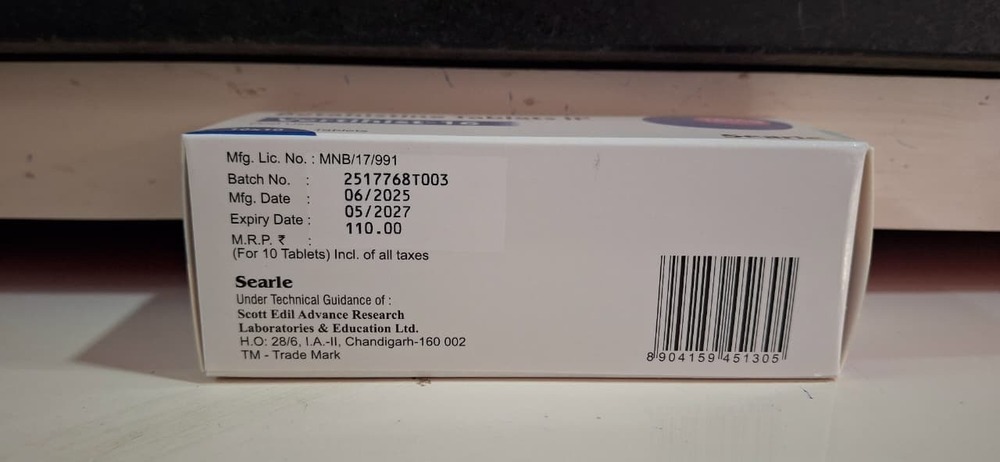 10x10 Tablets
Mfg. Lic. No. : MNB/17/991
Batch No. : 2517768T003
Mfg. Date : 06/2025
Expiry Date : 05/2027
M.R.P. ₹ : 110.00
(For 10 Tablets) Incl. of all taxes
Searle
Under Technical Guidance of :
Scott Edil Advance Research
Laboratories & Education Ltd.
H.O: 28/6, I.A.-II, Chandigarh-160 002
TM - Trade Mark
8 904159 451305